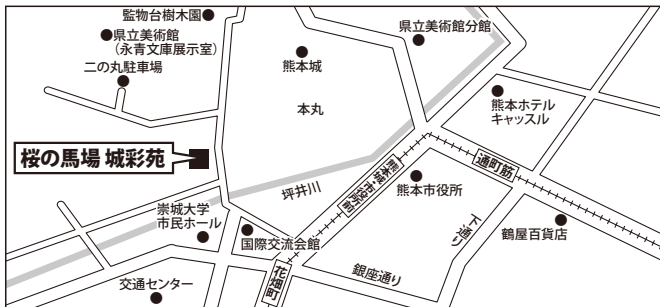 監物台樹木園
県立美術館
(永青文庫展示室)
二の丸駐車場
熊本城
本丸
県立美術館分館
熊本ホテル
キャッスル
桜の馬場 城彩苑
坪井川
熊本城・市役所前
通町筋
熊本市役所
下通り
鶴屋百貨店
崇城大学
市民ホール
国際交流会館
花畑町
銀座通り
交通センター